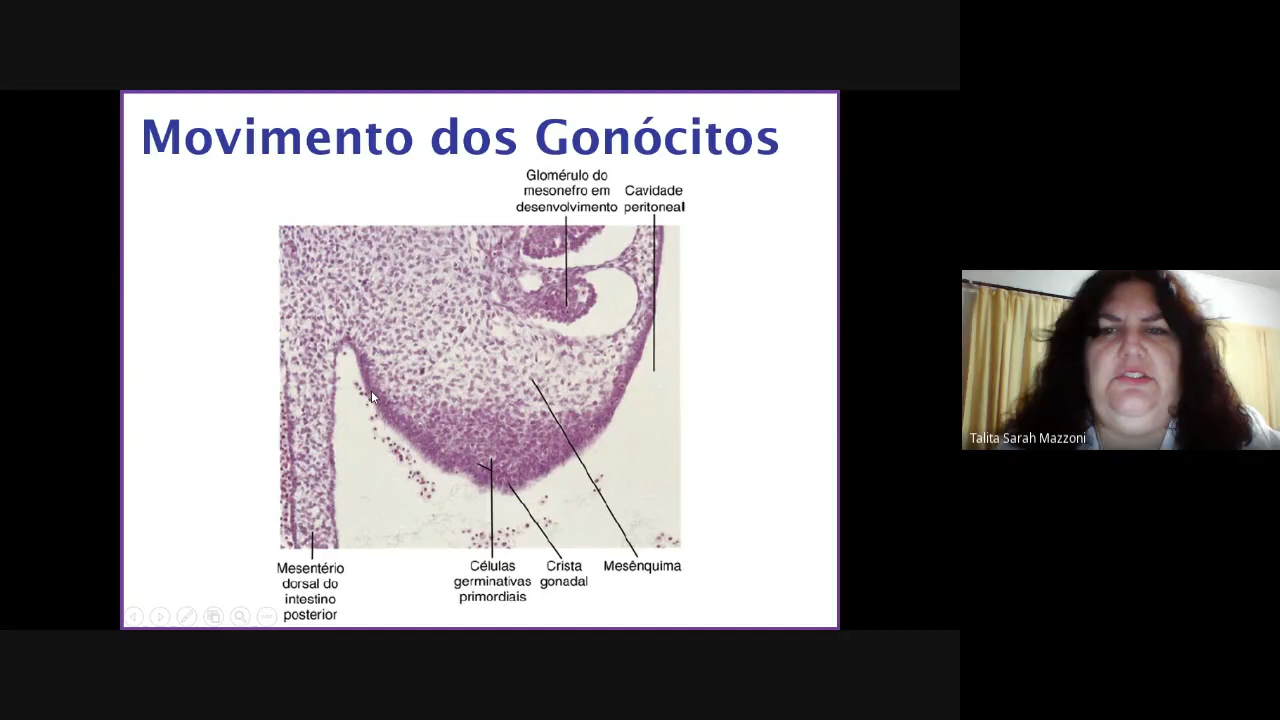 Movimento dos Gonócitos
Glomérulo do
mesonefro em
desenvolvimento
Cavidade
peritoneal
Mesentério
dorsal do
intestino
posterior
Células
germinativas
primordiais
Crista
gonadal
Mesênquima
Talita Sarah Mazzoni